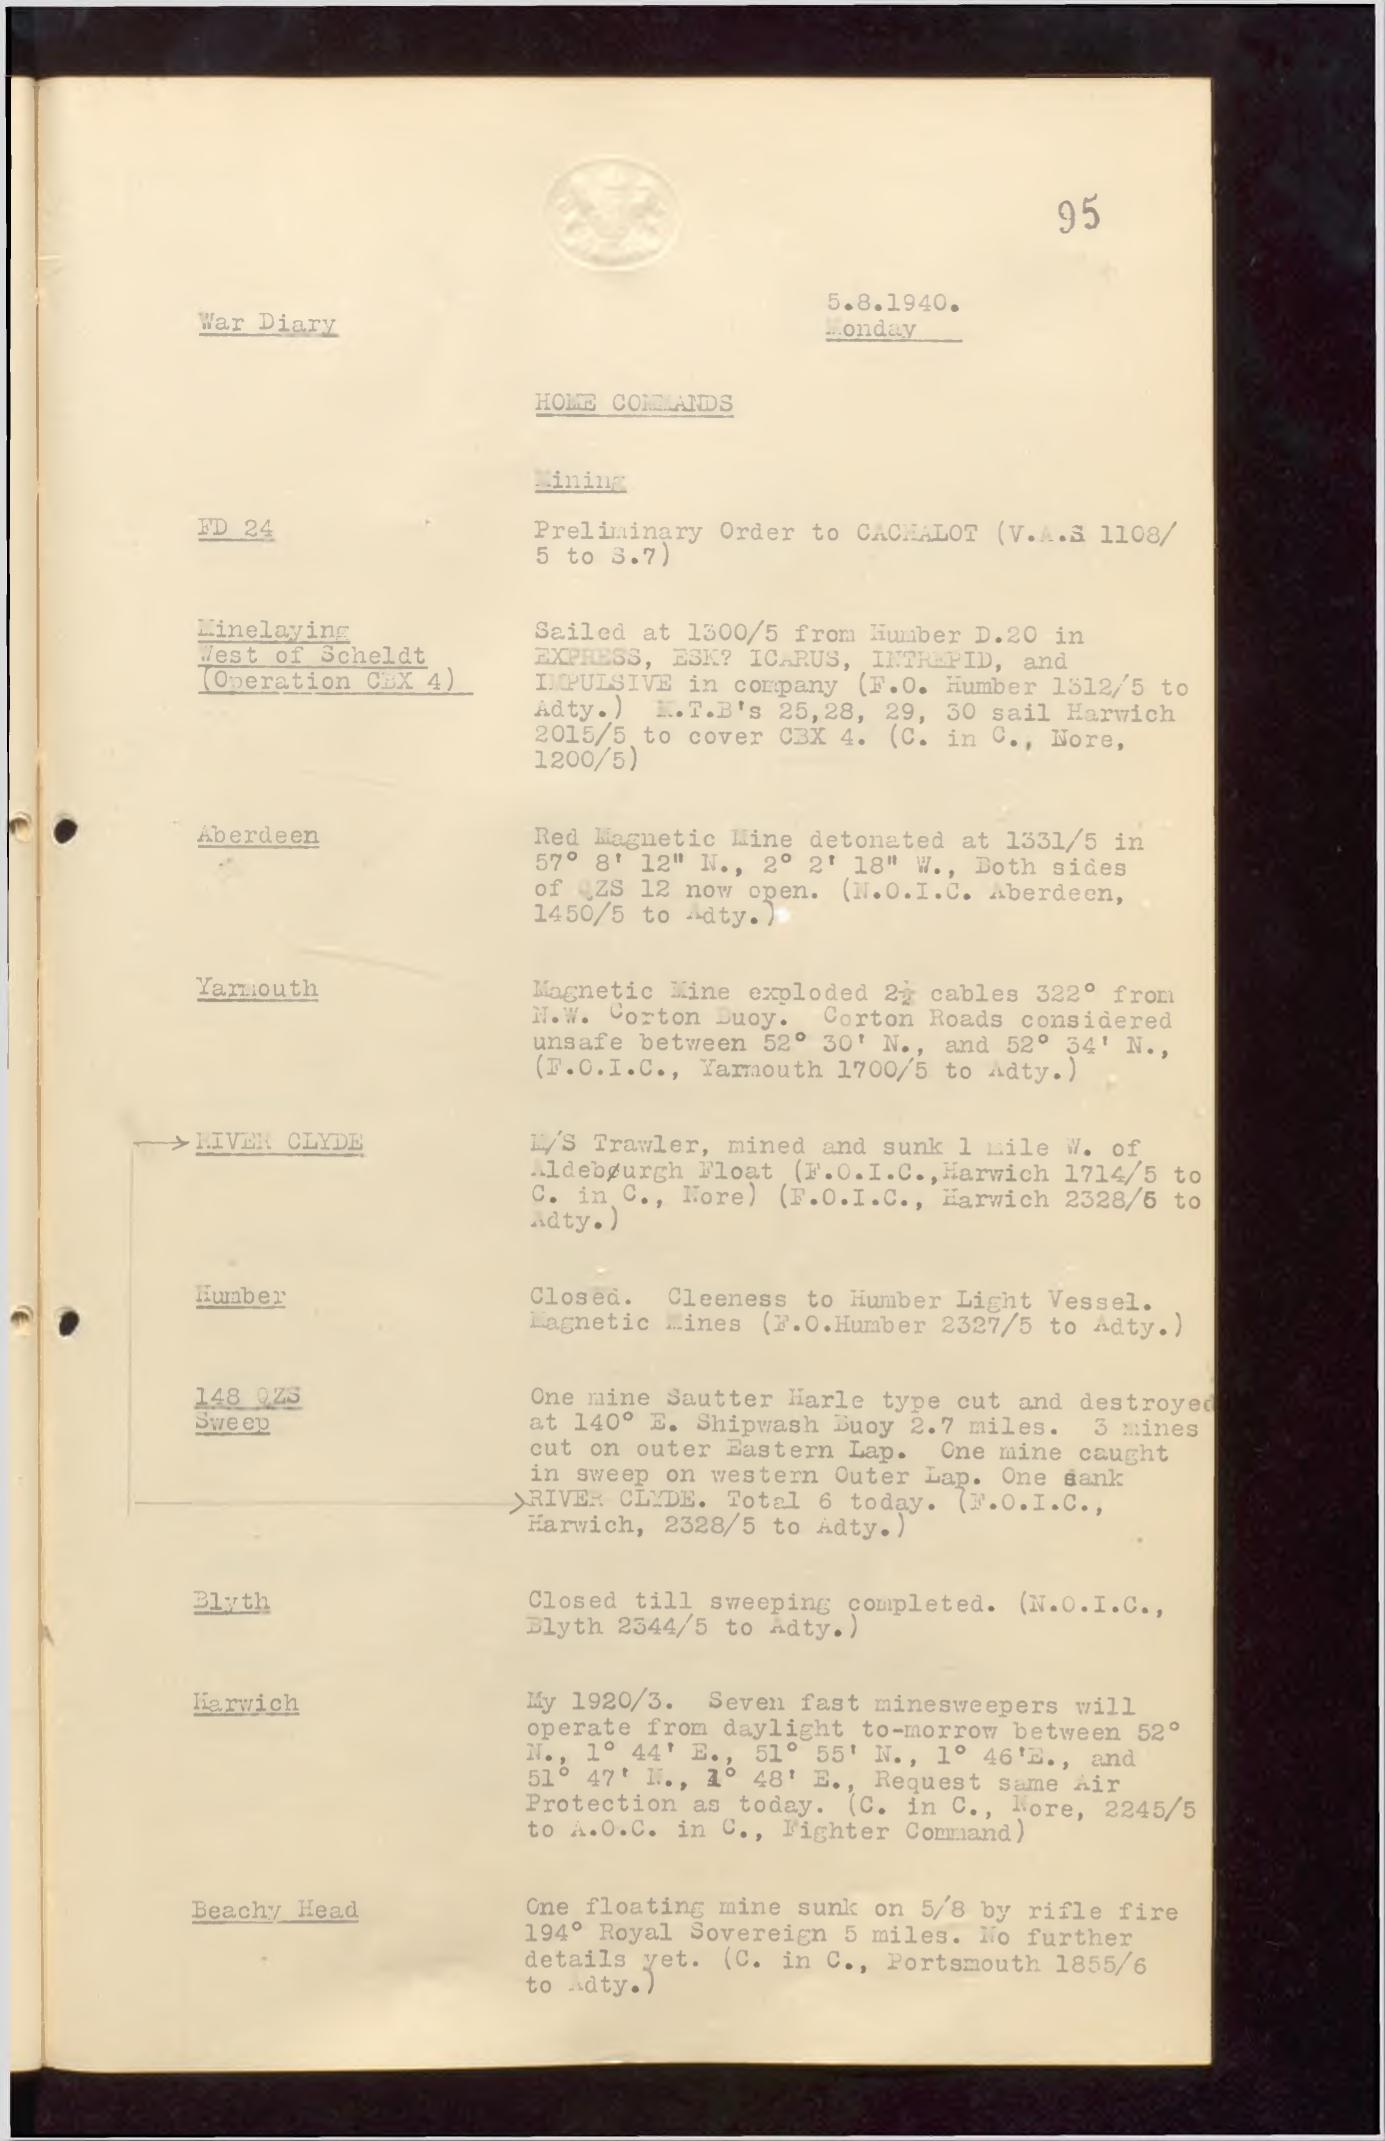 95
War Diary
5.8.1940.
Monday
HOME COMMANDS
Mining
FD 24
Preliminary Order to CACHALOT (V.A.S 1108/
5 to S.7)
Minelaying
West of Scheldt
(Operation CBX 4)
Sailed at 1300/5 from Humber D.20 in
EXPRESS, ESK? ICARUS, INTREPID, and
IMPULSIVE in company (F.O. Humber 1312/5 to
Adty.) M.T.B's 25,28, 29, 30 sail Harwich
2015/5 to cover CBX 4. (C. in C., Nore,
1200/5)
Aberdeen
Red Magnetic Mine detonated at 1331/5 in
57° 8' 12" N., 2° 2' 18" W., Both sides
of QZS 12 now open. (N.O.I.C. Aberdeen,
1450/5 to Adty.)
Yarmouth
Magnetic Mine exploded 2½ cables 322° from
N.W. Corton Buoy. Corton Roads considered
unsafe between 52° 30' N., and 52° 34' N.,
(F.O.I.C., Yarmouth 1700/5 to Adty.)
RIVER CLYDE
M/S Trawler, mined and sunk 1 mile W. of
Aldebøurgh Float (F.O.I.C.,Harwich 1714/5 to
C. in C., Nore) (F.O.I.C., Harwich 2328/5 to
Adty.)
Humber
Closed. Cleeness to Humber Light Vessel.
Magnetic Mines (F.O.Humber 2327/5 to Adty.)
148 QZS
Sweep
One mine Sautter Harle type cut and destroyed
at 140° E. Shipwash Buoy 2.7 miles. 3 mines
cut on outer Eastern Lap. One mine caught
in sweep on western Outer Lap. One sank
RIVER CLYDE. Total 6 today. (F.O.I.C.,
Harwich, 2328/5 to Adty.)
Blyth
Closed till sweeping completed. (N.O.I.C.,
Blyth 2344/5 to Adty.)
Harwich
My 1920/3. Seven fast minesweepers will
operate from daylight to-morrow between 52°
N., 1° 44' E., 51° 55' N., 1° 46'E., and
51° 47' N., 1° 48' E., Request same Air
Protection as today. (C. in C., Nore, 2245/5
to A.O.C. in C., Fighter Command)
Beachy Head
One floating mine sunk on 5/8 by rifle fire
194° Royal Sovereign 5 miles. No further
details yet. (C. in C., Portsmouth 1855/6
to Adty.)